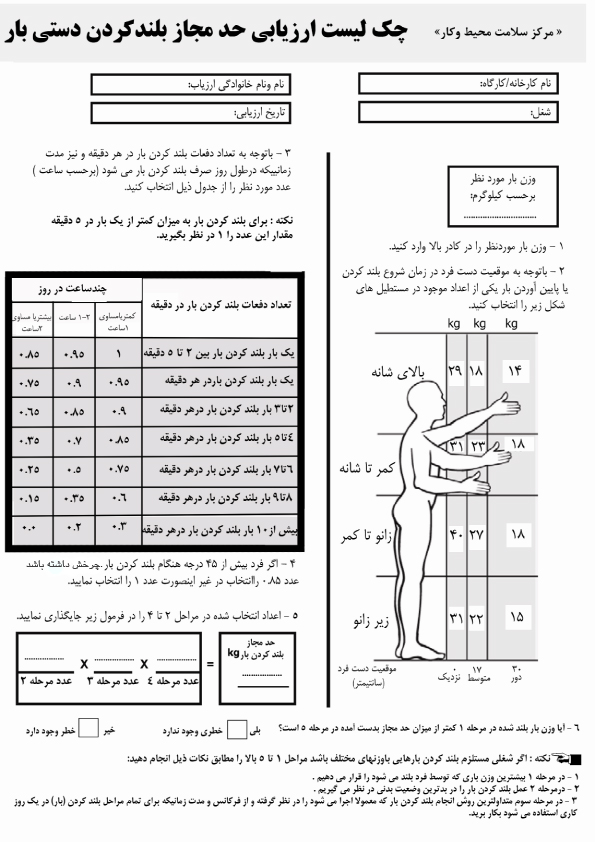 چک لیست ارزیابی حد مجاز بلندکردن دستی بار « مرکز سلامت محیط وکار»
نام کارخانه/کارگاه:
شغل:
نام ونام خانوادگی ارزیاب:
تاریخ ارزیابی:
وزن بار مورد نظر
برحسب کیلوگرم:
..............................
۱ - وزن بار موردنظر را در کادر بالا وارد کنید.
۲ - باتوجه به موقعیت دست فرد در زمان شروع بلند کردن
یا پایین آوردن بار یکی از اعداد موجود در مستطیل های
شکل زیر را انتخاب کنید.
kg kg kg
بالای شانه ۲۹ ۱۸ ۱۴
کمر تا شانه ۳۱ ۲۳ ۱۸
زانو تا کمر ۴۰ ۲۷ ۱۸
زیر زانو ۳۱ ۲۲ ۱۵
موقعیت دست فرد ۰ ۱۷ ۳۰
(سانتیمتر) نزدیک متوسط دور
۳ - باتوجه به تعداد دفعات بلند کردن بار در هر دقیقه و نیز مدت
زمانییکه درطول روز صرف بلند کردن بار می شود (برحسب ساعت )
عدد مورد نظر را از جدول ذیل انتخاب کنید.
نکته : برای بلند کردن بار به میزان کمتر از یک بار در ۵ دقیقه
مقدار این عدد را ۱ در نظر بگیرید.
تعداد دفعات بلند کردن بار در دقیقه
چندساعت در روز
کمتریامساوی
۱ساعت
۱-۲ ساعت
بیشتریا مساوی
۲ساعت
یک بار بلند کردن بار بین ۲ تا ۵ دقیقه ۱ ۰.۹۵ ۰.۸۵
یک بار بلند کردن باردر هر دقیقه ۰.۹۵ ۰.۹ ۰.۷۵
۲تا۳ بار بلند کردن بار درهر دقیقه ۰.۹ ۰.۸۵ ۰.۶۵
٤تا۵ بار بلند کردن بار درهر دقیقه ۰.۸۵ ۰.۷ ۰.۳۵
۶تا۷ بار بلند کردن بار درهر دقیقه ۰.۷۵ ۰.۵ ۰.۲۵
۸تا۹ بار بلند کردن بار درهر دقیقه ۰.۶ ۰.۳۵ ۰.۱۵
بیش از۱۰ بار بلند کردن بار درهر دقیقه ۰.۳ ۰.۲ ۰.۰
۴ - اگر فرد بیش از ۴۵ درجه هنگام بلند کردن بار چرخش داشته باشد
عدد ۰.۸۵ راانتخاب در غیر اینصورت عدد ۱ را انتخاب نمایید.
۵ - اعداد انتخاب شده در مراحل ۲ تا ۴ را در فرمول زیر جایگذاری نمایید.
حد مجاز
بلند کردن بار kg
..................
= .................. X .................. X ..................
عدد مرحله ٤ عدد مرحله ۳ عدد مرحله ۲
۶ - آیا وزن بار بلند شده در مرحله ۱ کمتر از میزان حد مجاز بدست آمده در مرحله ۵ است؟ بلی خطری وجود ندارد خیر خطر وجود دارد
نکته : اگر شغلی مستلزم بلند کردن بارهایی باوزنهای مختلف باشد مراحل ۱ تا ۵ بالا را مطابق نکات ذیل انجام دهید:
۱ - در مرحله ۱ بیشترین وزن باری که توسط فرد بلند می شود را قرار می دهیم .
۲ - درمرحله ۲ عمل بلند کردن بار را در بدترین وضعیت بدنی در نظر می گیریم .
۳ - در مرحله سوم متداولترین روش انجام بلند کردن بار که معمولا اجرا می شود را در نظر گرفته و از فرکانس و مدت زمانیکه برای تمام مراحل بلند کردن (بار) در یک روز
کاری استفاده می شود بکار برید.